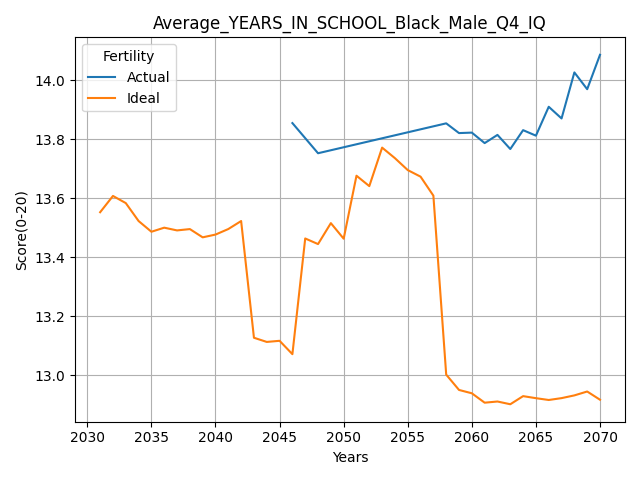 Average_YEARS_IN_SCHOOL_Black_Male_Q4_IQ
Fertility
Actual
Ideal
Score(0-20)
14.0
13.8
13.6
13.4
13.2
13.0
2030 2035 2040 2045 2050 2055 2060 2065 2070
Years